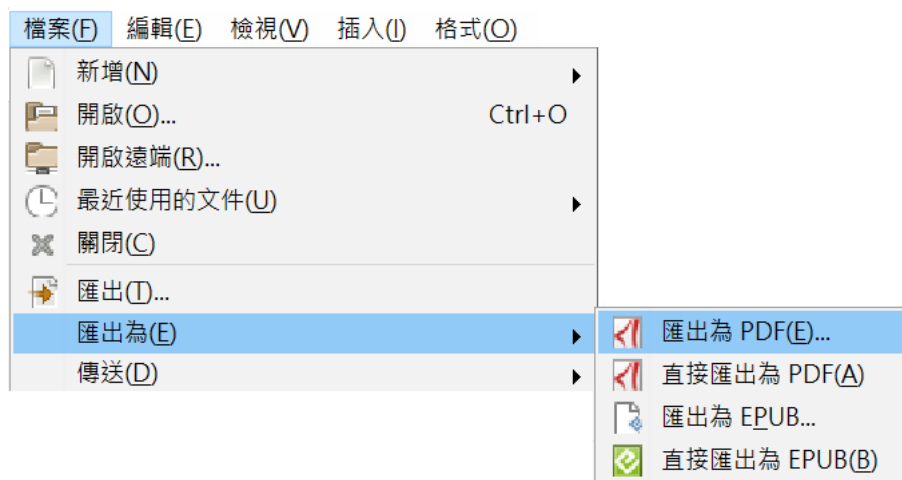 檔案(F) 編輯(E) 檢視(V) 插入(I) 格式(O)
新增(N)
開啟(O)... Ctrl+O
開啟遠端(R)...
最近使用的文件(U)
關閉(C)
匯出(T)...
匯出為(E)
傳送(D)
匯出為 PDF(E)...
直接匯出為 PDF(A)
匯出為 EPUB...
直接匯出為 EPUB(B)